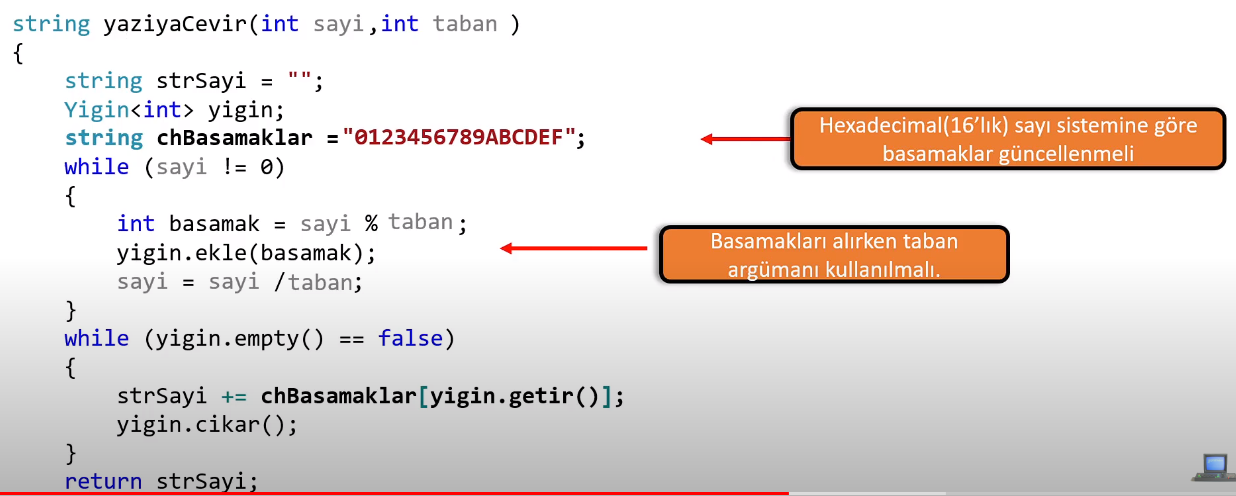 string yaziyaCevir(int sayi,int taban )
{
string strSayi = "";
Yigin<int> yigin;
string chBasamaklar ="0123456789ABCDEF";
Hexadecimal(16’lık) sayı sistemine göre
basamaklar güncellenmeli
while (sayi != 0)
{
int basamak = sayi % taban ;
yigin.ekle(basamak);
sayi = sayi /taban;
Basamakları alırken taban
argümanı kullanılmalı.
}
while (yigin.empty() == false)
{
strSayi += chBasamaklar[yigin.getir()];
yigin.cikar();
}
return strSayi;